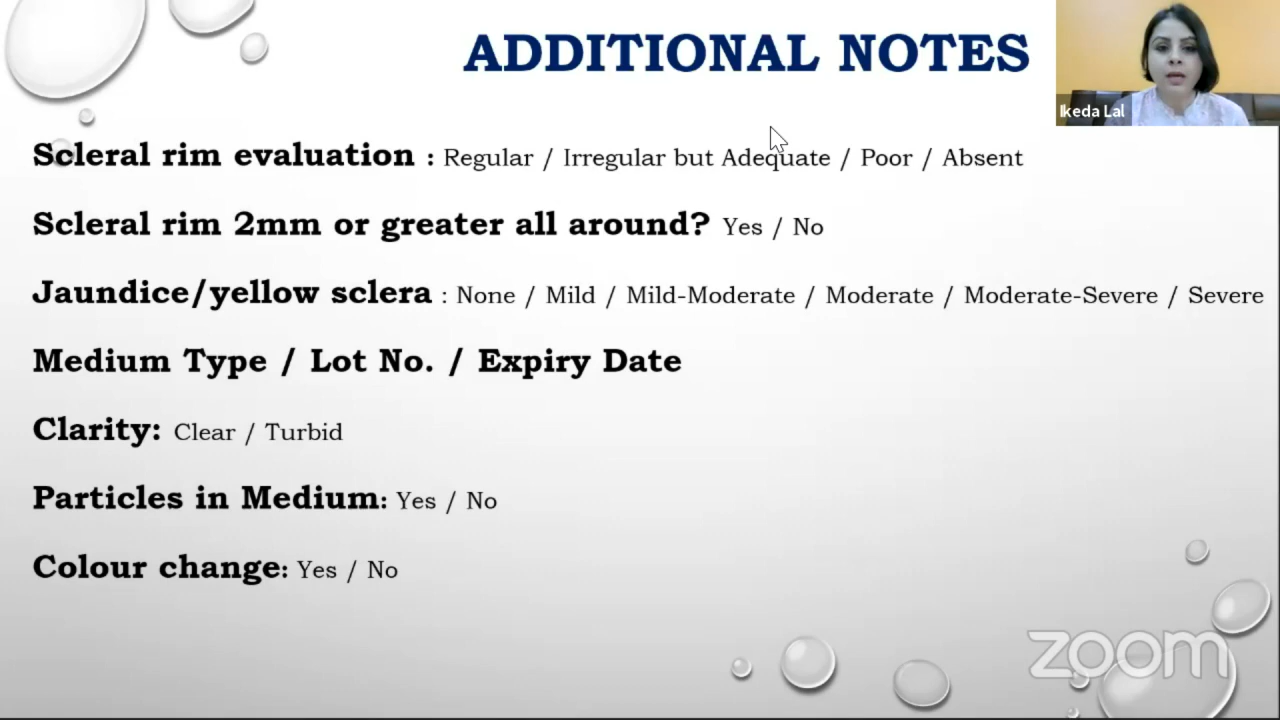 ADDITIONAL NOTES
Ikeda Lal
Scleral rim evaluation : Regular / Irregular but Adequate / Poor / Absent
Scleral rim 2mm or greater all around? Yes / No
Jaundice/yellow sclera : None / Mild / Mild-Moderate / Moderate / Moderate-Severe / Severe
Medium Type / Lot No. / Expiry Date
Clarity: Clear / Turbid
Particles in Medium: Yes / No
Colour change: Yes / No
zoom